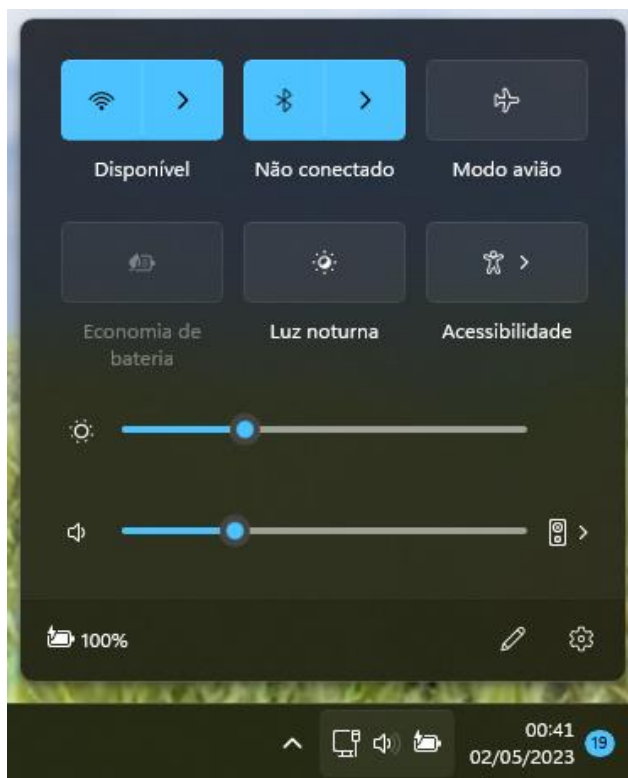 Disponível
Não conectado
Modo avião
Economia de
bateria
Luz noturna
Acessibilidade
100%
00:41
02/05/2023
19